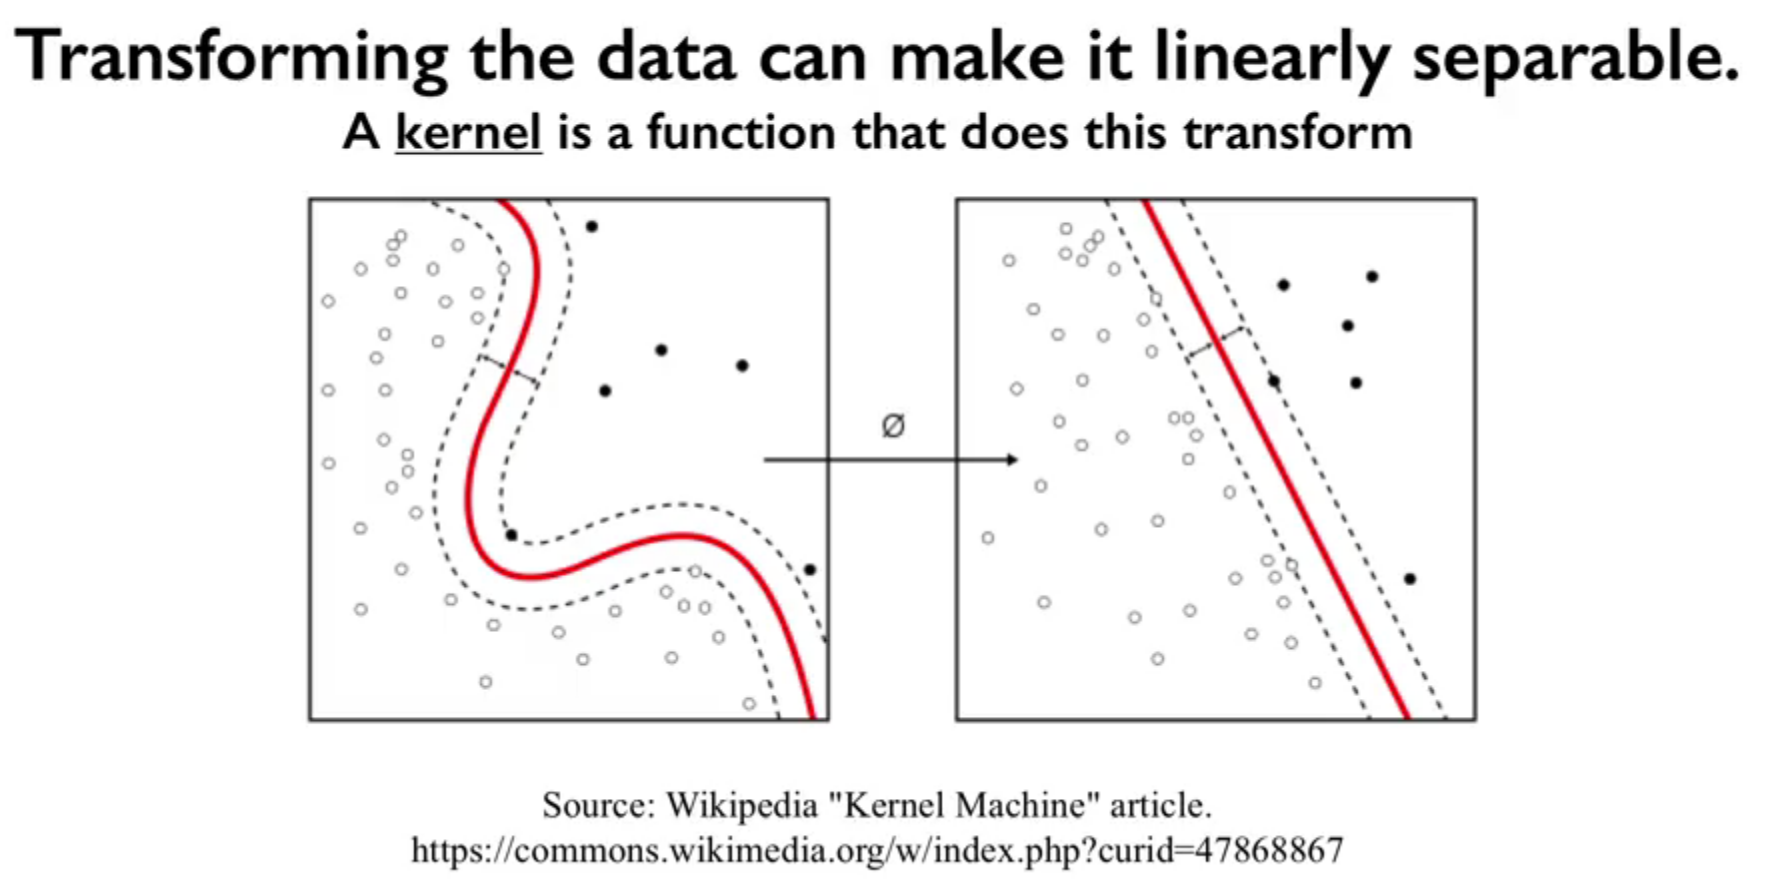 Transforming the data can make it linearly separable.
A kernel is a function that does this transform
Ø
Source: Wikipedia "Kernel Machine" article.
https://commons.wikimedia.org/w/index.php?curid=47868867